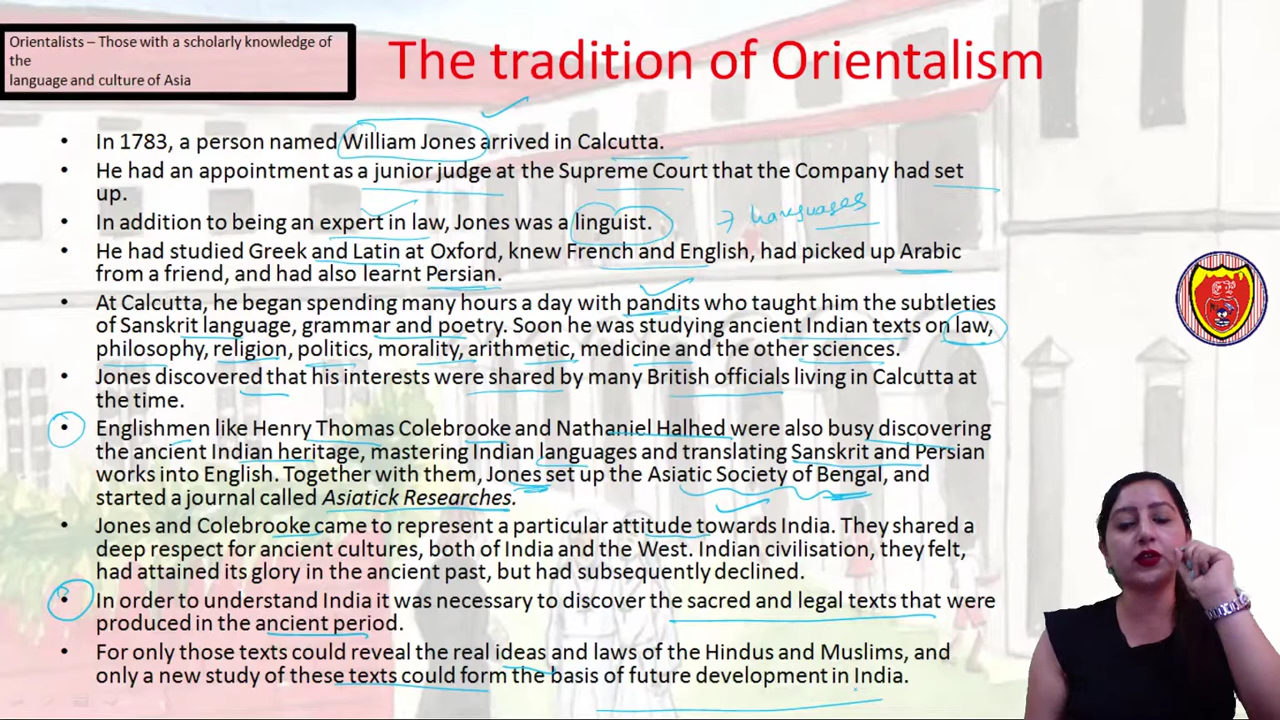 Orientalists – Those with a scholarly knowledge of
the
language and culture of Asia
The tradition of Orientalism
• In 1783, a person named William Jones arrived in Calcutta.
• He had an appointment as a junior judge at the Supreme Court that the Company had set
up.
• In addition to being an expert in law, Jones was a linguist.
→ Languages
• He had studied Greek and Latin at Oxford, knew French and English, had picked up Arabic
from a friend, and had also learnt Persian.
• At Calcutta, he began spending many hours a day with pandits who taught him the subtleties
of Sanskrit language, grammar and poetry. Soon he was studying ancient Indian texts on law,
philosophy, religion, politics, morality, arithmetic, medicine and the other sciences.
• Jones discovered that his interests were shared by many British officials living in Calcutta at
the time.
• Englishmen like Henry Thomas Colebrooke and Nathaniel Halhed were also busy discovering
the ancient Indian heritage, mastering Indian languages and translating Sanskrit and Persian
works into English. Together with them, Jones set up the Asiatic Society of Bengal, and
started a journal called Asiatick Researches.
• Jones and Colebrooke came to represent a particular attitude towards India. They shared a
deep respect for ancient cultures, both of India and the West. Indian civilisation, they felt,
had attained its glory in the ancient past, but had subsequently declined.
• In order to understand India it was necessary to discover the sacred and legal texts that were
produced in the ancient period.
• For only those texts could reveal the real ideas and laws of the Hindus and Muslims, and
only a new study of these texts could form the basis of future development in India.